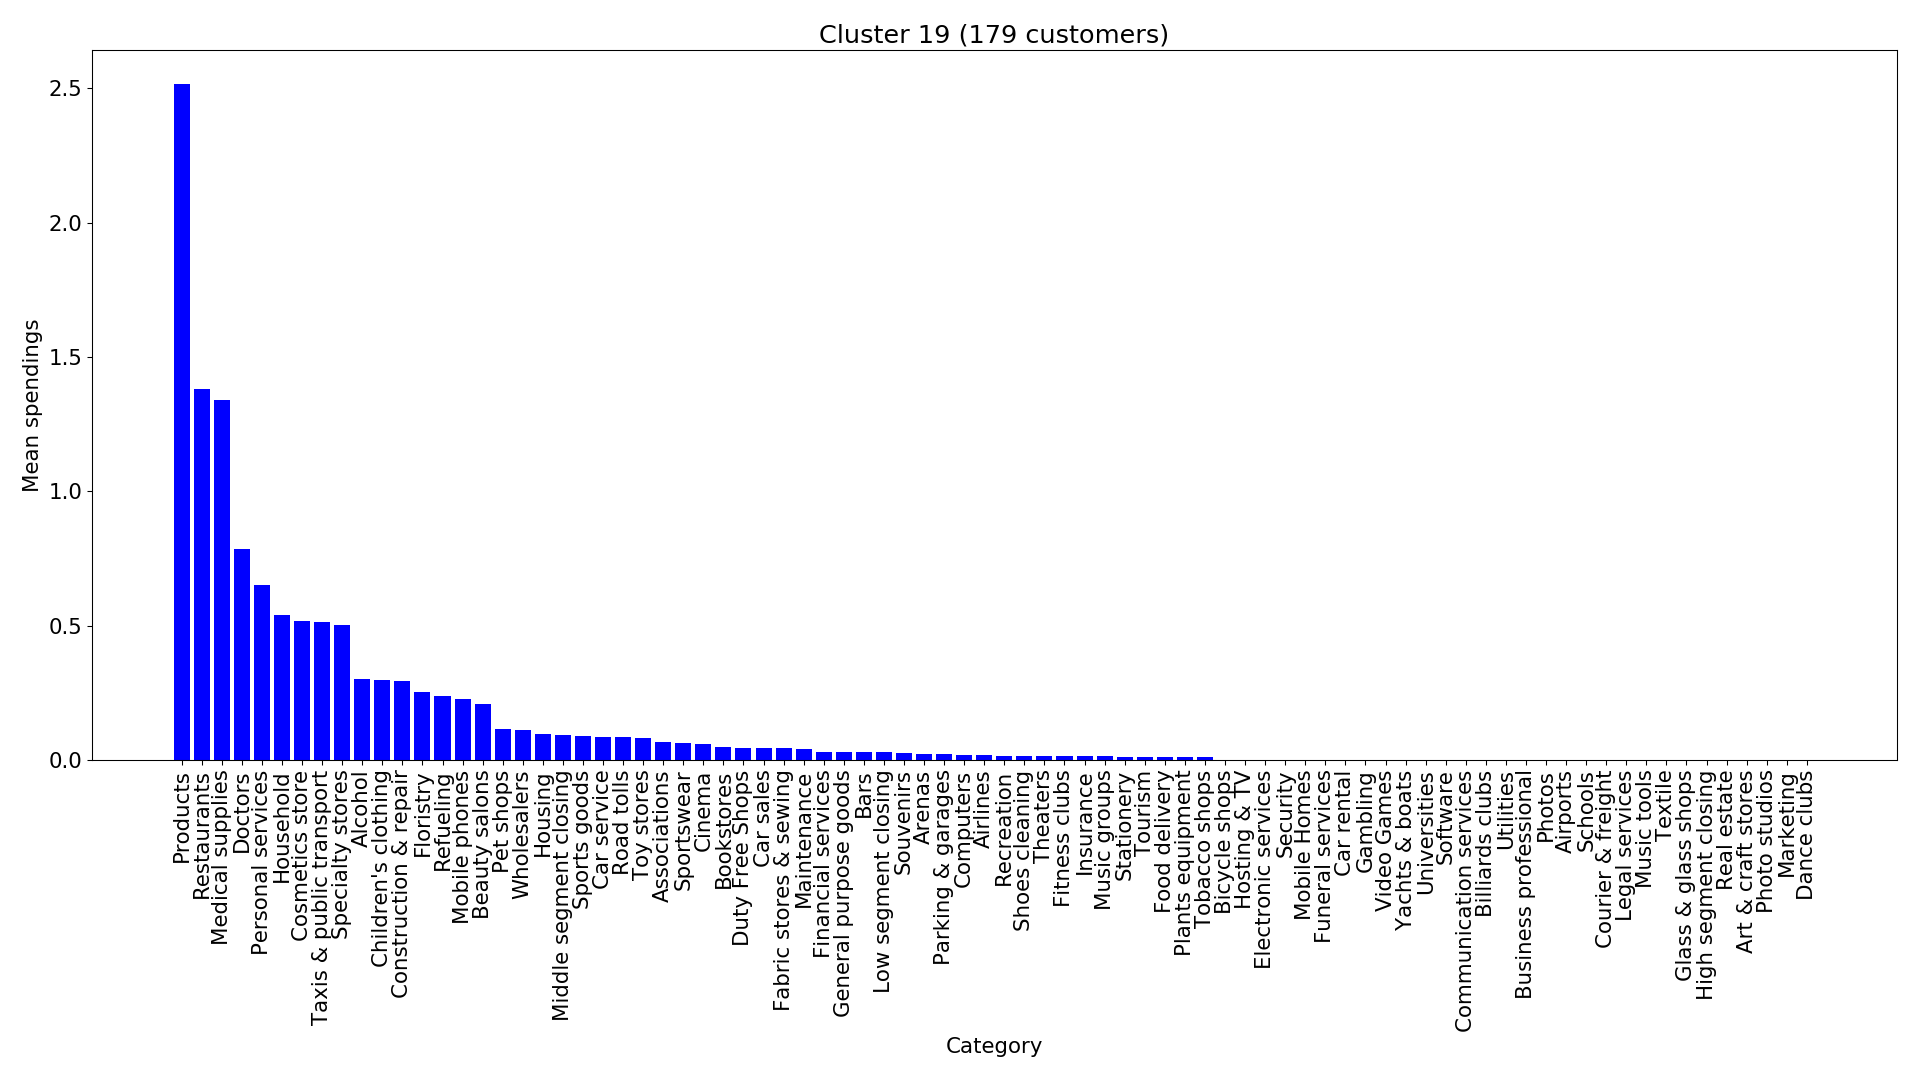 Cluster 19 (179 customers)
2.5
2.0
1.5
1.0
0.5
0.0
Mean spendings
Products
Restaurants
Medical supplies
Doctors
Personal services
Household
Cosmetics store
Taxis & public transport
Specialty stores
Alcohol
Children's clothing
Construction & repair
Floristry
Refueling
Mobile phones
Beauty salons
Pet shops
Wholesalers
Housing
Middle segment closing
Sports goods
Car service
Road tolls
Toy stores
Associations
Sportswear
Cinema
Bookstores
Duty Free Shops
Car sales
Fabric stores & sewing
Maintenance
Financial services
General purpose goods
Bars
Low segment closing
Souvenirs
Arenas
Parking & garages
Computers
Airlines
Recreation
Shoes cleaning
Theaters
Fitness clubs
Insurance
Music groups
Stationery
Tourism
Food delivery
Plants equipment
Tobacco shops
Bicycle shops
Hosting & TV
Electronic services
Security
Mobile Homes
Funeral services
Car rental
Gambling
Video Games
Yachts & boats
Universities
Software
Communication services
Billiards clubs
Utilities
Business professional
Photos
Airports
Schools
Courier & freight
Legal services
Music tools
Textile
Glass & glass shops
High segment closing
Real estate
Art & craft stores
Photo studios
Marketing
Dance clubs
Category